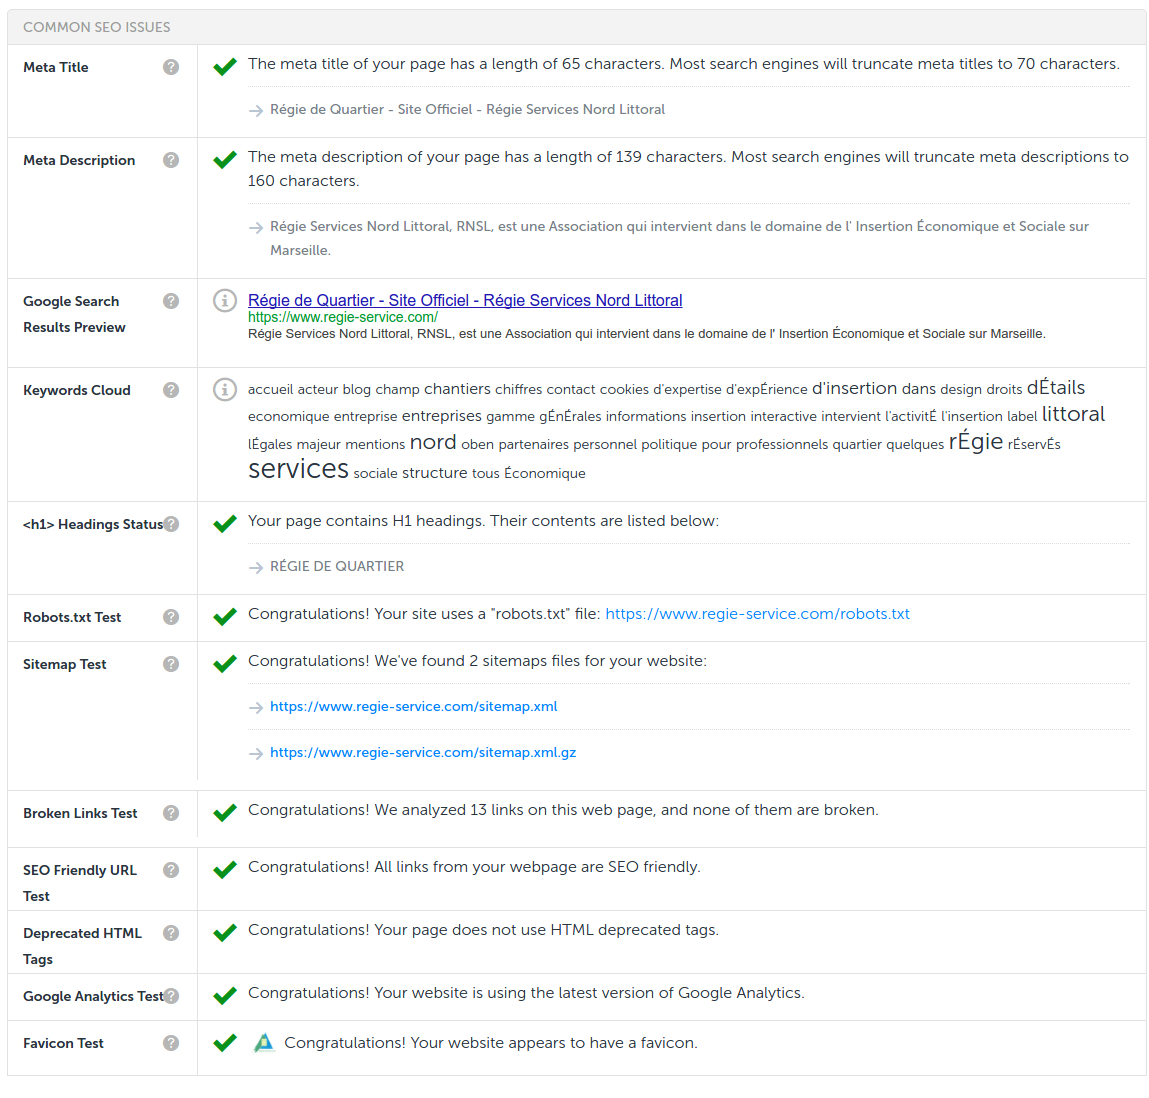 COMMON SEO ISSUES
Meta Title ?
The meta title of your page has a length of 65 characters. Most search engines will truncate meta titles to 70 characters.
Régie de Quartier - Site Officiel - Régie Services Nord Littoral
Meta Description ?
The meta description of your page has a length of 139 characters. Most search engines will truncate meta descriptions to
160 characters.
Régie Services Nord Littoral, RNSL, est une Association qui intervient dans le domaine de l' Insertion Économique et Sociale sur
Marseille.
Google Search ?
Results Preview
Régie de Quartier - Site Officiel - Régie Services Nord Littoral
https://www.regie-service.com/
Régie Services Nord Littoral, RNSL, est une Association qui intervient dans le domaine de l' Insertion Économique et Sociale sur Marseille.
Keywords Cloud ?
accueil acteur blog champ chantiers chiffres contact cookies d'expertise d'expÉrience d'insertion dans design droits dÉtails
economique entreprise entreprises gamme gÉnÉrales informations insertion interactive intervient l'activitÉ l'insertion label littoral
lÉgales majeur mentions nord oben partenaires personnel politique pour professionnels quartier quelques rÉgie rÉservÉs
services sociale structure tous Économique
<h1> Headings Status ?
Your page contains H1 headings. Their contents are listed below:
RÉGIE DE QUARTIER
Robots.txt Test ?
Congratulations! Your site uses a "robots.txt" file: https://www.regie-service.com/robots.txt
Sitemap Test ?
Congratulations! We've found 2 sitemaps files for your website:
https://www.regie-service.com/sitemap.xml
https://www.regie-service.com/sitemap.xml.gz
Broken Links Test ?
Congratulations! We analyzed 13 links on this web page, and none of them are broken.
SEO Friendly URL ?
Test
Congratulations! All links from your webpage are SEO friendly.
Deprecated HTML ?
Tags
Congratulations! Your page does not use HTML deprecated tags.
Google Analytics Test ?
Congratulations! Your website is using the latest version of Google Analytics.
Favicon Test ?
Congratulations! Your website appears to have a favicon.